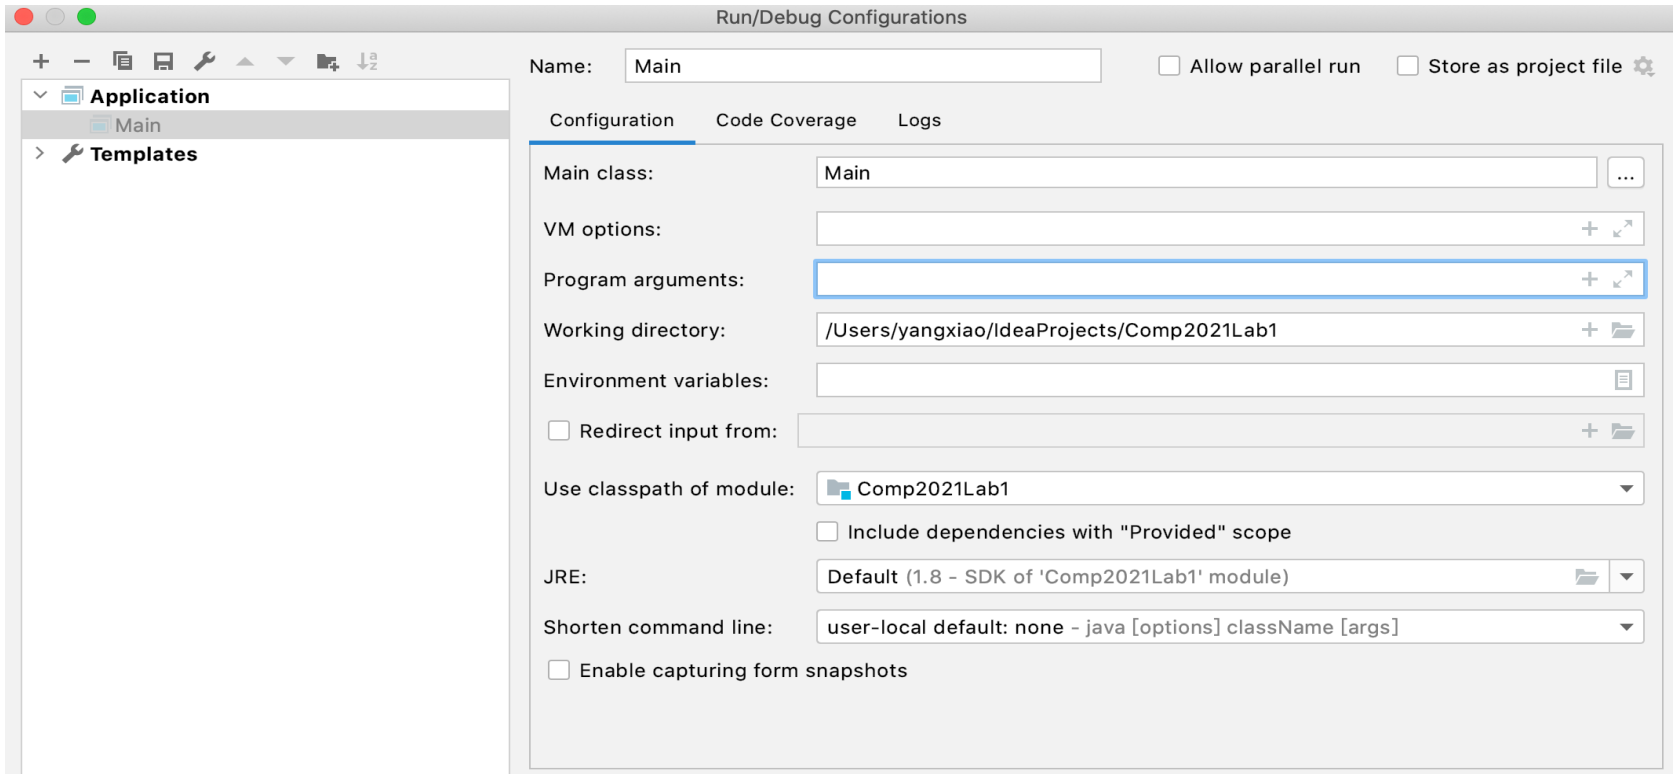 Run/Debug Configurations
Name: Main Allow parallel run Store as project file
Application
Main
Templates
Configuration Code Coverage Logs
Main class: Main ...
VM options:
Program arguments:
Working directory: /Users/yangxiao/IdeaProjects/Comp2021Lab1
Environment variables:
Redirect input from:
Use classpath of module: Comp2021Lab1
Include dependencies with "Provided" scope
JRE: Default (1.8 - SDK of 'Comp2021Lab1' module)
Shorten command line: user-local default: none - java [options] className [args]
Enable capturing form snapshots